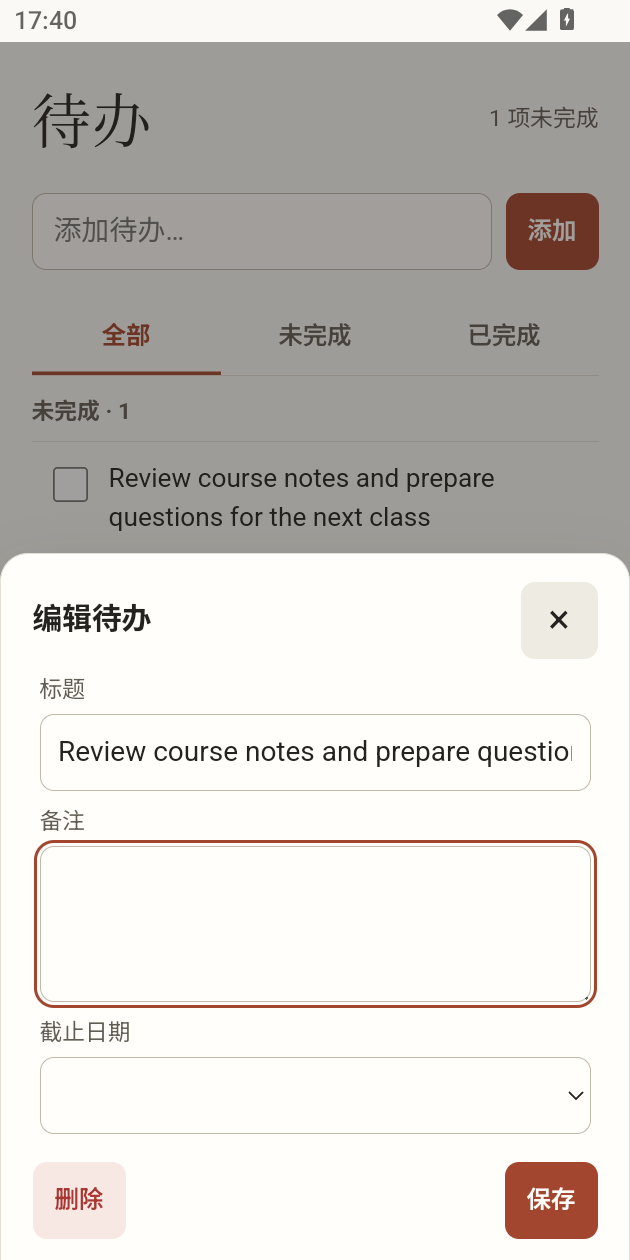 17:40
待办
1 项未完成
添加待办…
添加
全部
未完成
已完成
未完成 · 1
Review course notes and prepare
questions for the next class
编辑待办
×
标题
Review course notes and prepare questio
备注
截止日期
删除
保存